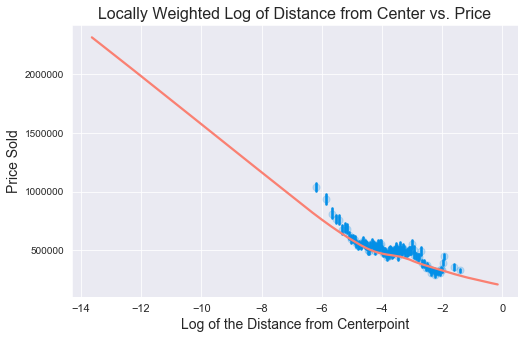 Locally Weighted Log of Distance from Center vs. Price
Price Sold
2000000
1500000
1000000
500000
−14 −12 −10 −8 −6 −4 −2 0
Log of the Distance from Centerpoint